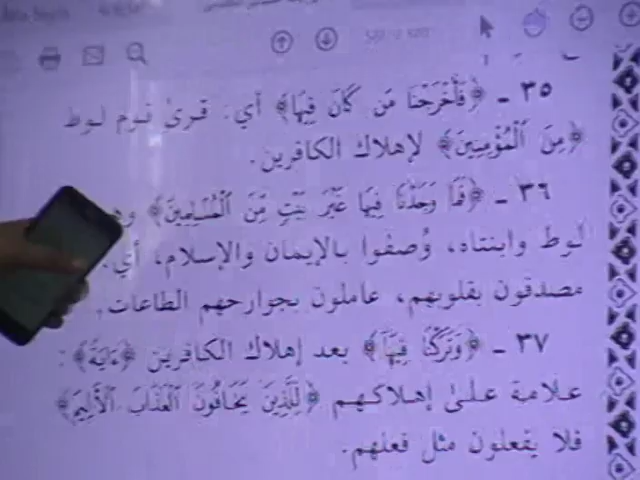 ٣٥ ـ ﴿فَأَخْرَجْنَا مَن كَانَ فِيهَا﴾ أي: قرىٰ قوم لوط
﴿مِنَ الْمُؤْمِنِينَ﴾ لإهلاك الكافرين.
٣٦ ـ ﴿فَمَا وَجَدْنَا فِيهَا غَيْرَ بَيْتٍ مِّنَ الْمُسْلِمِينَ﴾
لوط وابنتاه، وُصفوا بالإيمان والإسلام، أي:
مصدقون بقلوبهم، عاملون بجوارحهم الطاعات.
٣٧ ـ ﴿وَتَرَكْنَا فِيهَا﴾ بعد إهلاك الكافرين ﴿ءَايَةً﴾:
علامة علىٰ إهلاكهم ﴿لِلَّذِينَ يَخَافُونَ الْعَذَابَ الْأَلِيمَ﴾
فلا يفعلون مثل فعلهم.